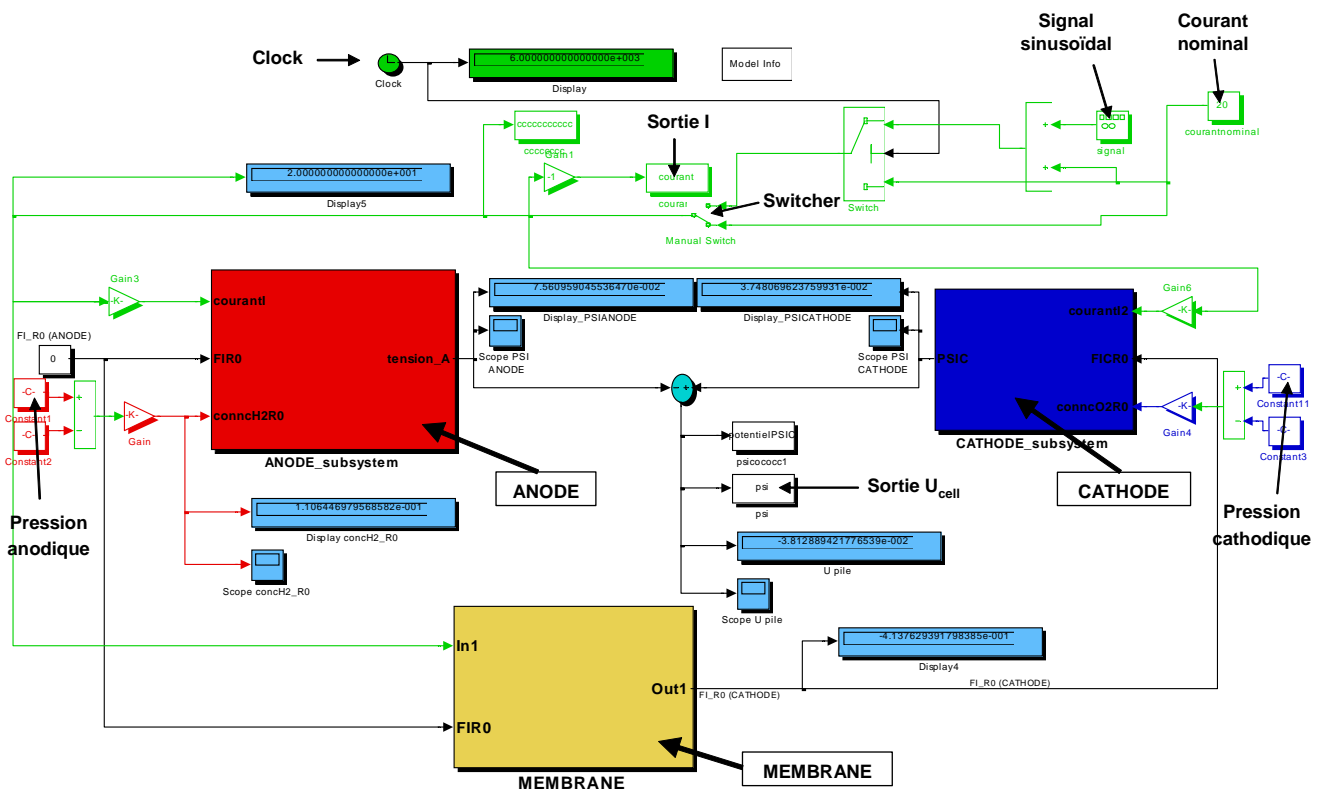 Signal
sinusoïdal
Courant
nominal
Clock
Clock
6.000000000000000e+003
Display
Model Info
cccccccccc
cccccccc
Sortie I
20
courantnominal
signal
+
+
2.000000000000000e+001
Display5
Gain1
-1
courant
courar
Switcher
Manual Switch
Switch
Gain3
-K-
courantI
FIR0
conncH2R0
tension_A
ANODE_subsystem
7.560959045536470e-002
Display_PSIANODE
3.748069623759931e-002
Display_PSICATHODE
Scope PSI
ANODE
Scope PSI
CATHODE
courantI2
FICR0
conncO2R0
PSIC
CATHODE_subsystem
Gain6
-K-
FI_R0 (ANODE)
0
-C-
Constant1
-C-
Constant2
+
−
-K-
Gain
- +
-K-
Gain4
+
−
-C-
Constant11
-C-
Constant3
ANODE
potentielPSIC
psicococc1
psi
psi
Sortie Ucell
CATHODE
Pression
anodique
Pression
cathodique
1.106446979568582e-001
Display concH2_R0
Scope concH2_R0
-3.812889421776539e-002
U pile
Scope U pile
In1
FIR0
Out1
MEMBRANE
-4.137629391798385e-001
Display4
FI_R0 (CATHODE)
FI_R0 (CATHODE)
MEMBRANE